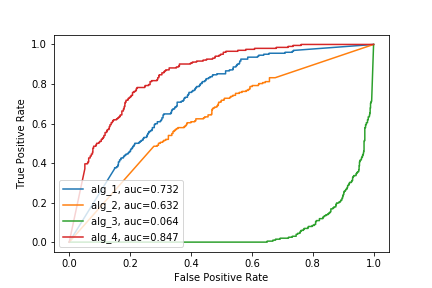 1.0
0.8
0.6
0.4
0.2
0.0
True Positive Rate
alg_1, auc=0.732
alg_2, auc=0.632
alg_3, auc=0.064
alg_4, auc=0.847
0.0 0.2 0.4 0.6 0.8 1.0
False Positive Rate